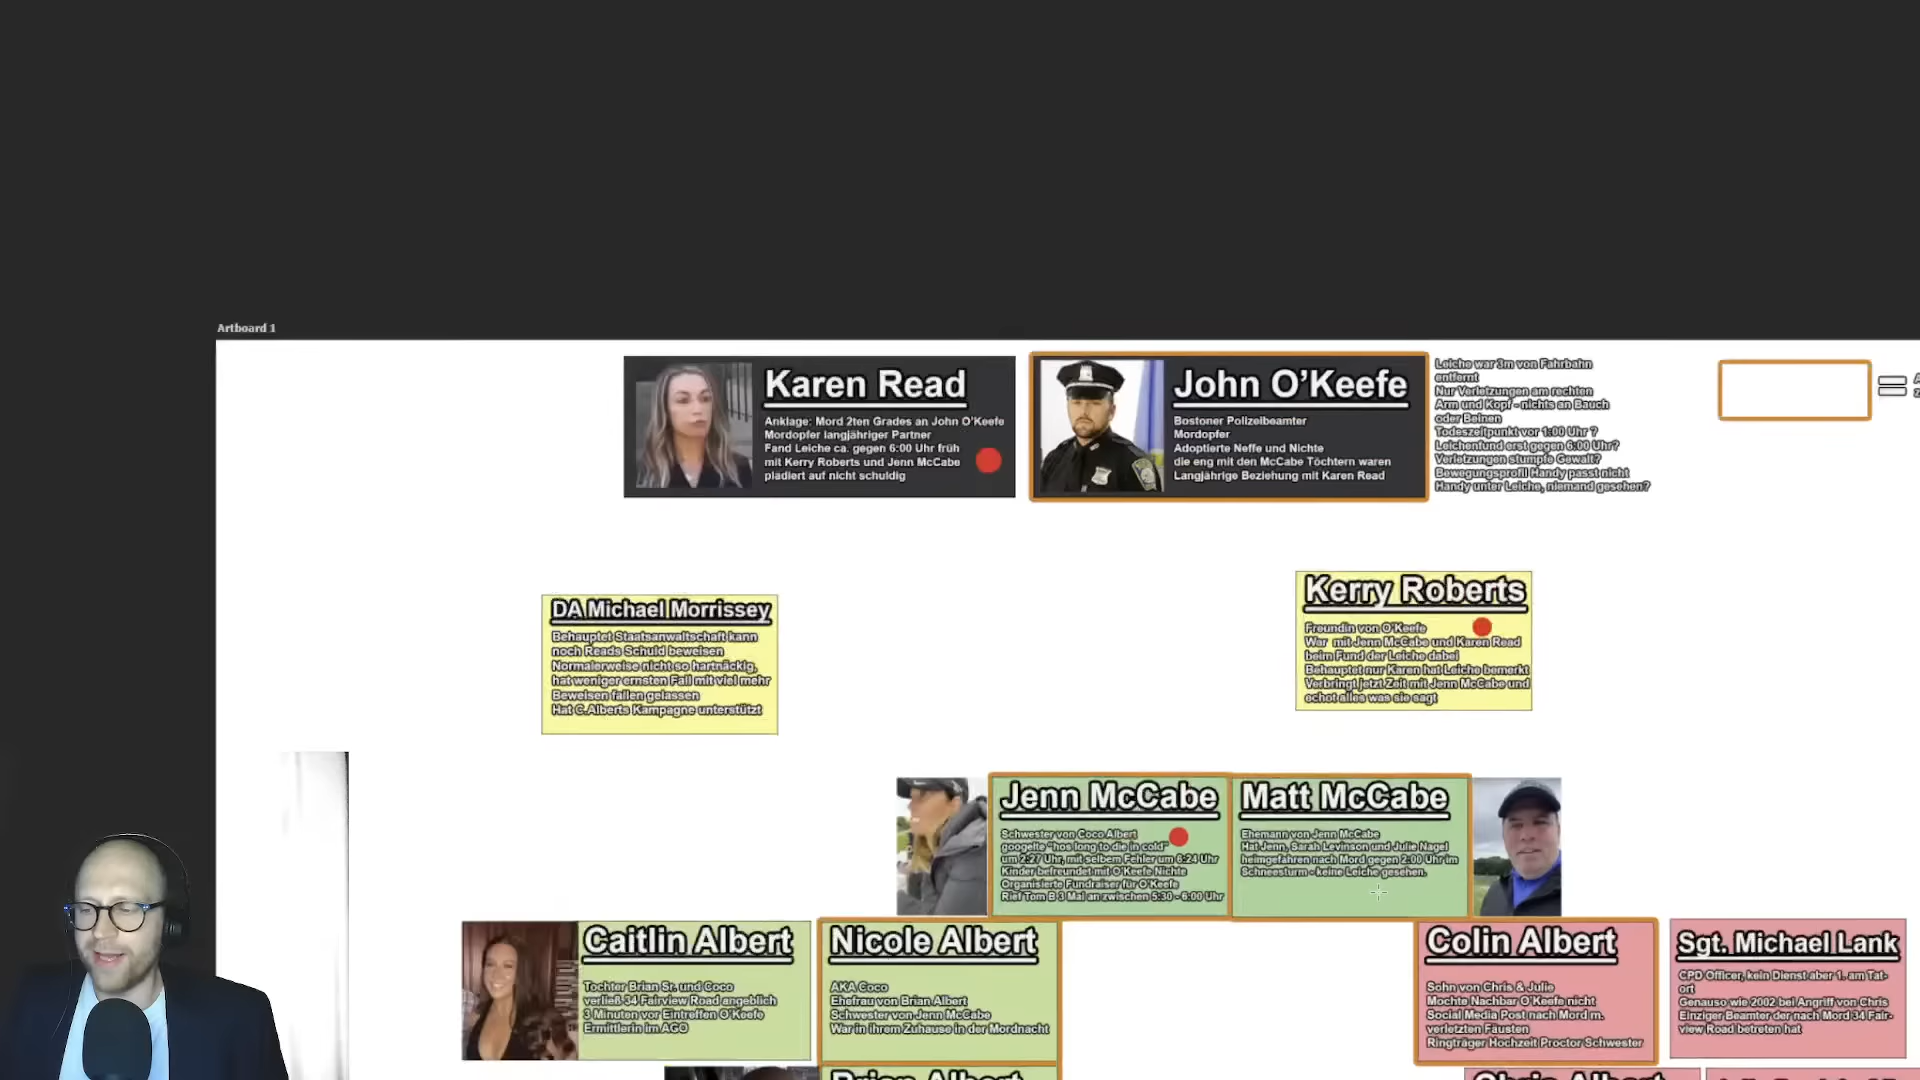 Artboard 1
Karen Read
Anklage: Mord 2ten Grades an John O'Keefe
Mordopfer langjähriger Partner
Fand Leiche ca. gegen 6:00 Uhr früh
mit Kerry Roberts und Jenn McCabe
plädiert auf nicht schuldig
John O'Keefe
Bostoner Polizeibeamter
Mordopfer
Adoptierte Neffe und Nichte
die eng mit den McCabe Töchtern waren
Langjährige Beziehung mit Karen Read
Leiche war 3m von Fahrbahn
entfernt
Nur Verletzungen am rechten
Arm und Kopf - nichts an Bauch
oder Beinen
Todeszeitpunkt vor 1:00 Uhr ?
Leichenfund erst gegen 6:00 Uhr?
Verletzungen stumpfe Gewalt?
Bewegungsprofil Handy passt nicht
Handy unter Leiche, niemand gesehen?
DA Michael Morrissey
Behauptet Staatsanwaltschaft kann
noch Reads Schuld beweisen
Normalerweise nicht so hartnäckig,
hat weniger ernsten Fall mit viel mehr
Beweisen fallen gelassen
Hat C.Alberts Kampagne unterstützt
Kerry Roberts
Freundin von O'Keefe
War mit Jenn McCabe und Karen Read
beim Fund der Leiche dabei
Behauptet nur Karen hat Leiche bemerkt
Verbringt jetzt Zeit mit Jenn McCabe und
echot alles was sie sagt
Jenn McCabe
Schwester von Coco Albert
googelte "hos long to die in cold"
um 2:27 Uhr, mit selbem Fehler um 6:24 Uhr
Kinder befreundet mit O'Keefe Nichte
Organisierte Fundraiser für O'Keefe
Rief Tom B 3 Mal an zwischen 5:30 - 6:00 Uhr
Matt McCabe
Ehemann von Jenn McCabe
Hat Jenn, Sarah Levinson und Julie Nagel
heimgefahren nach Mord gegen 2:00 Uhr im
Schneesturm - keine Leiche gesehen.
Caitlin Albert
Tochter Brian Sr. und Coco
verließ 34 Fairview Road angeblich
3 Minuten vor Eintreffen O'Keefe
Ermittlerin im AGO
Nicole Albert
AKA Coco
Ehefrau von Brian Albert
Schwester von Jenn McCabe
War in ihrem Zuhause in der Mordnacht
Colin Albert
Sohn von Chris & Julie
Mochte Nachbar O'Keefe nicht
Social Media Post nach Mord m.
verletzten Fäusten
Ringträger Hochzeit Proctor Schwester
Sgt. Michael Lank
CPD Officer, kein Dienst aber 1. am Tat-
ort
Genauso wie 2002 bei Angriff von Chris
Einziger Beamter der nach Mord 34 Fair-
view Road betreten hat
Brian Albert
Chris Albert